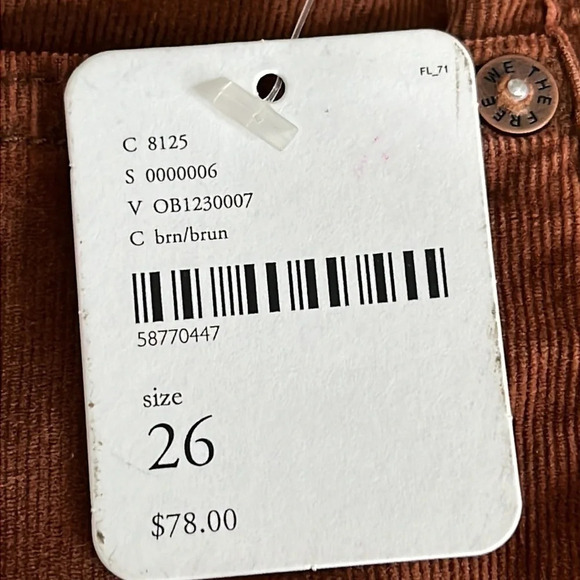 FL_71
WE THE FREE
C 8125
S 0000006
V OB1230007
C brn/brun
58770447
size
26
$78.00